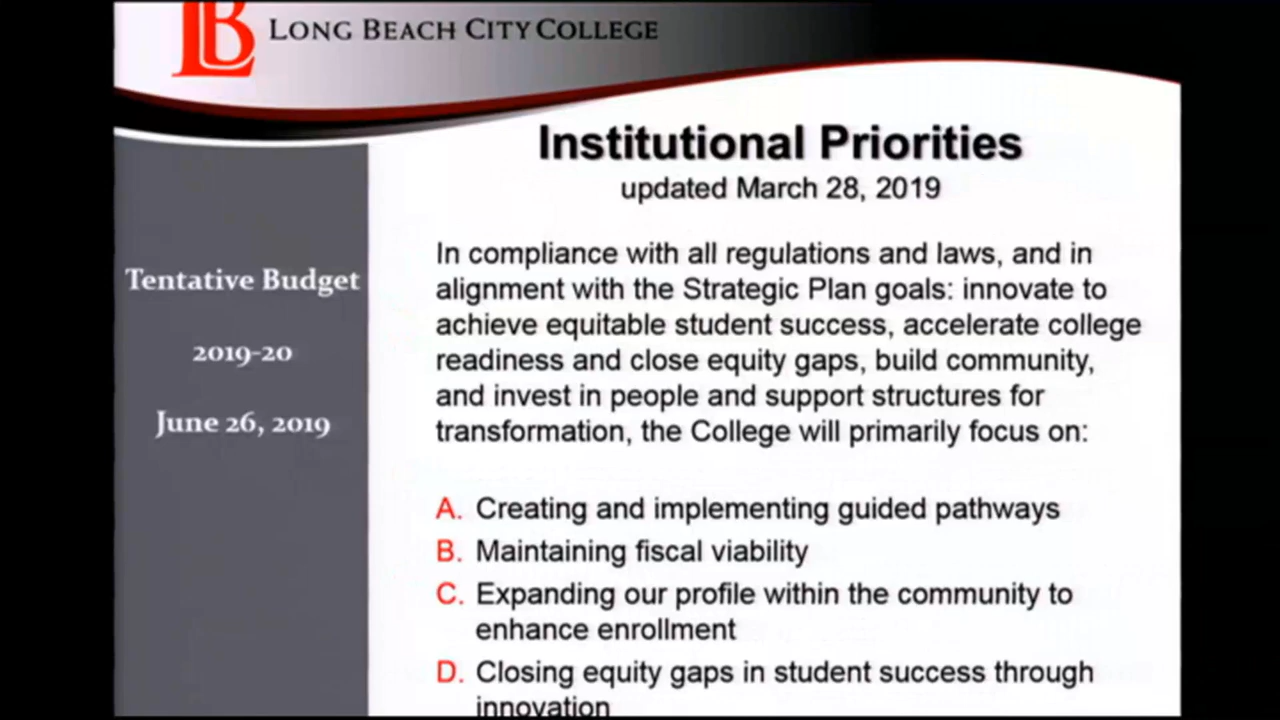 LB LONG BEACH CITY COLLEGE
Institutional Priorities
updated March 28, 2019
Tentative Budget
2019-20
June 26, 2019
In compliance with all regulations and laws, and in
alignment with the Strategic Plan goals: innovate to
achieve equitable student success, accelerate college
readiness and close equity gaps, build community,
and invest in people and support structures for
transformation, the College will primarily focus on:
A. Creating and implementing guided pathways
B. Maintaining fiscal viability
C. Expanding our profile within the community to
enhance enrollment
D. Closing equity gaps in student success through
innovation